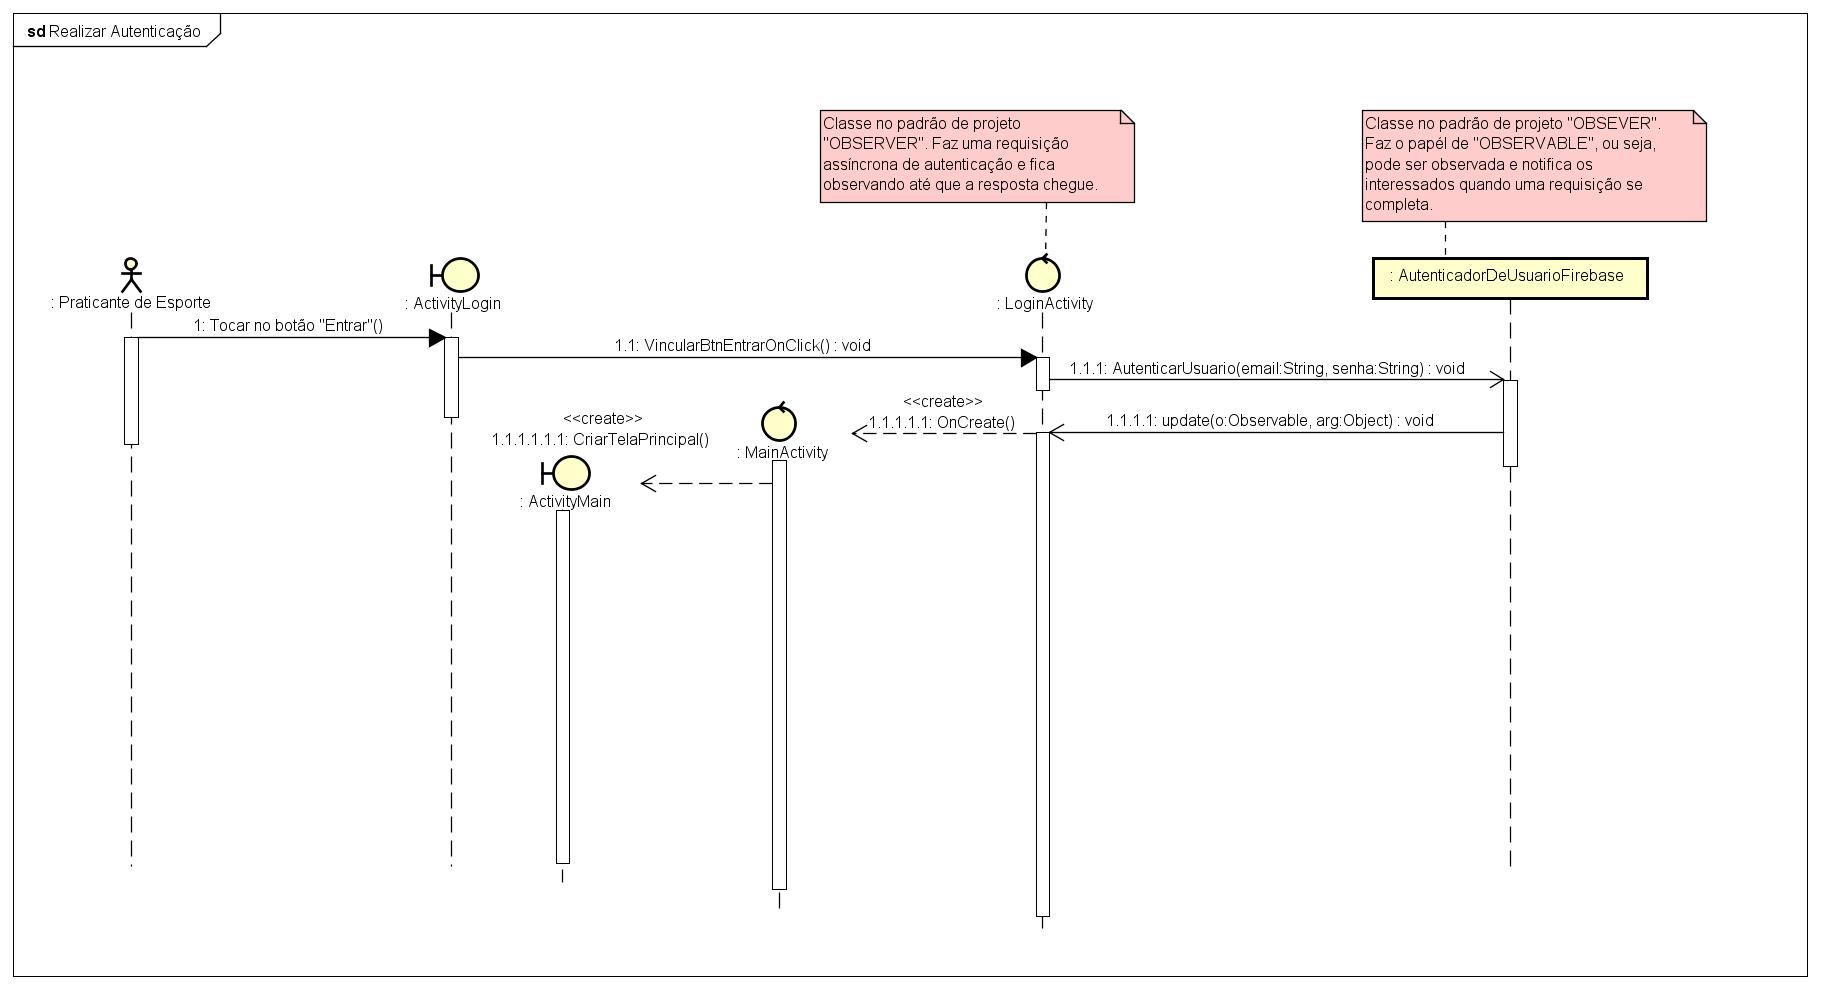 sd Realizar Autenticação
Classe no padrão de projeto
"OBSERVER". Faz uma requisição
assíncrona de autenticação e fica
observando até que a resposta chegue.
Classe no padrão de projeto "OBSEVER".
Faz o papél de "OBSERVABLE", ou seja,
pode ser observada e notifica os
interessados quando uma requisição se
completa.
: Praticante de Esporte
: ActivityLogin
: LoginActivity
: AutenticadorDeUsuarioFirebase
1: Tocar no botão "Entrar"()
1.1: VincularBtnEntrarOnClick() : void
1.1.1: AutenticarUsuario(email:String, senha:String) : void
1.1.1.1: update(o:Observable, arg:Object) : void
<<create>>
1.1.1.1.1: OnCreate()
: MainActivity
<<create>>
1.1.1.1.1.1: CriarTelaPrincipal()
: ActivityMain